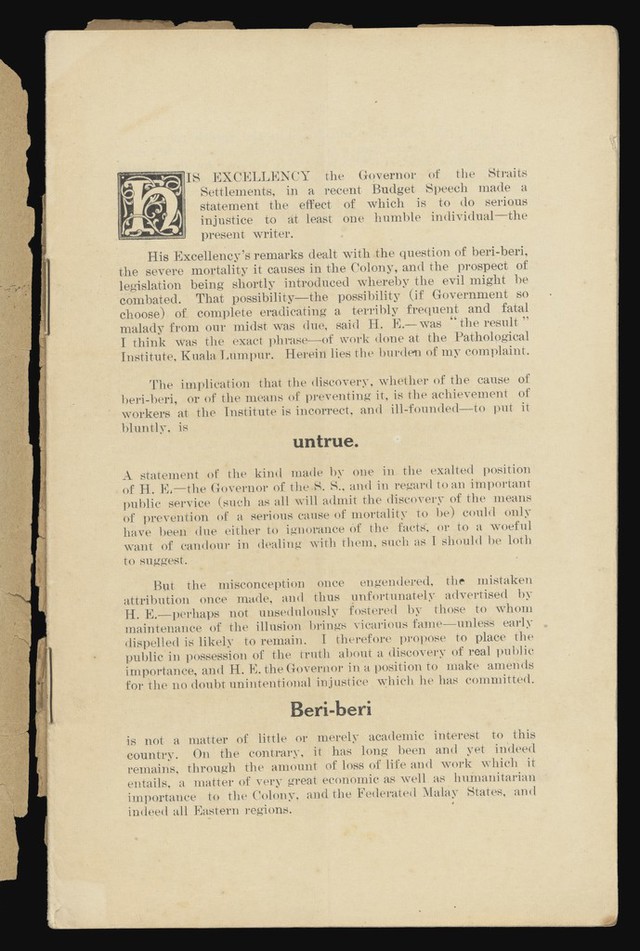 HIS EXCELLENCY the Governor of the Straits
Settlements, in a recent Budget Speech made a
statement the effect of which is to do serious
injustice to at least one humble individual—the
present writer.
His Excellency's remarks dealt with the question of beri-beri,
the severe mortality it causes in the Colony, and the prospect of
legislation being shortly introduced whereby the evil might be
combated. That possibility—the possibility (if Government so
choose) of complete eradicating a terribly frequent and fatal
malady from our midst was due, said H. E.—was "the result"
I think was the exact phrase—of work done at the Pathological
Institute, Kuala Lumpur. Herein lies the burden of my complaint.
The implication that the discovery, whether of the cause of
beri-beri, or of the means of preventing it, is the achievement of
workers at the Institute is incorrect, and ill-founded—to put it
bluntly, is
untrue.
A statement of the kind made by one in the exalted position
of H. E.—the Governor of the S. S., and in regard to an important
public service (such as all will admit the discovery of the means
of prevention of a serious cause of mortality to be) could only
have been due either to ignorance of the facts, or to a woeful
want of candour in dealing with them, such as I should be loth
to suggest.
But the misconception once engendered, the mistaken
attribution once made, and thus unfortunately advertised by
H. E.—perhaps not unsedulously fostered by those to whom
maintenance of the illusion brings vicarious fame—unless early
dispelled is likely to remain. I therefore propose to place the
public in possession of the truth about a discovery of real public
importance, and H. E. the Governor in a position to make amends
for the no doubt unintentional injustice which he has committed.
Beri-beri
is not a matter of little or merely academic interest to this
country. On the contrary, it has long been and yet indeed
remains, through the amount of loss of life and work which it
entails, a matter of very great economic as well as humanitarian
importance to the Colony, and the Federated Malay States, and
indeed all Eastern regions.